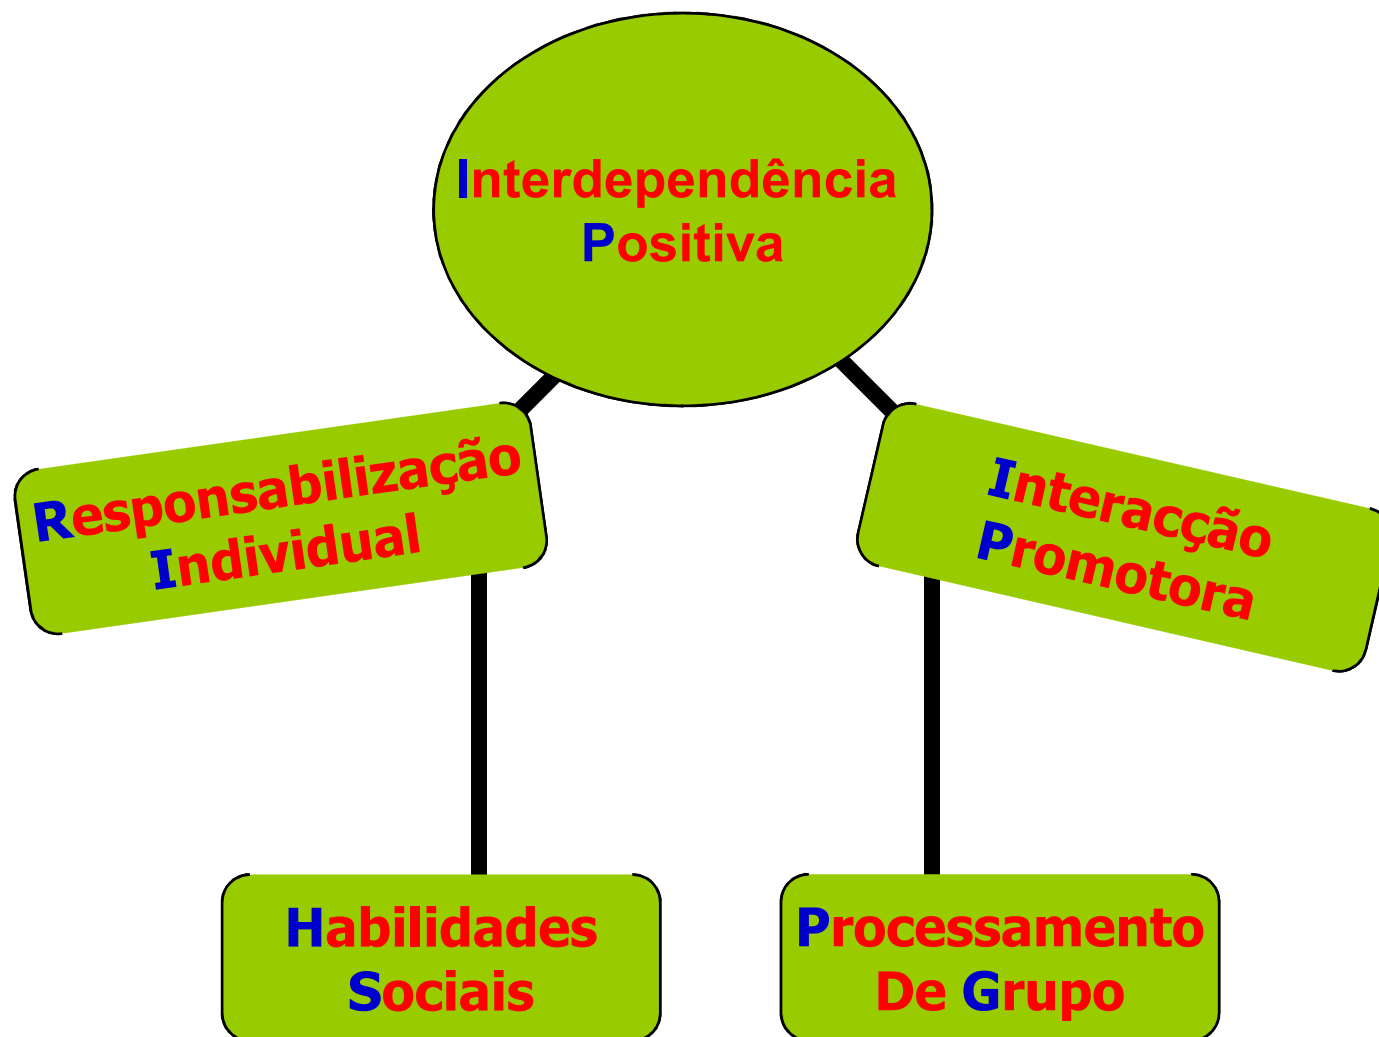 Interdependência
Positiva
Responsabilização
Individual
Interacção
Promotora
Habilidades
Sociais
Processamento
De Grupo